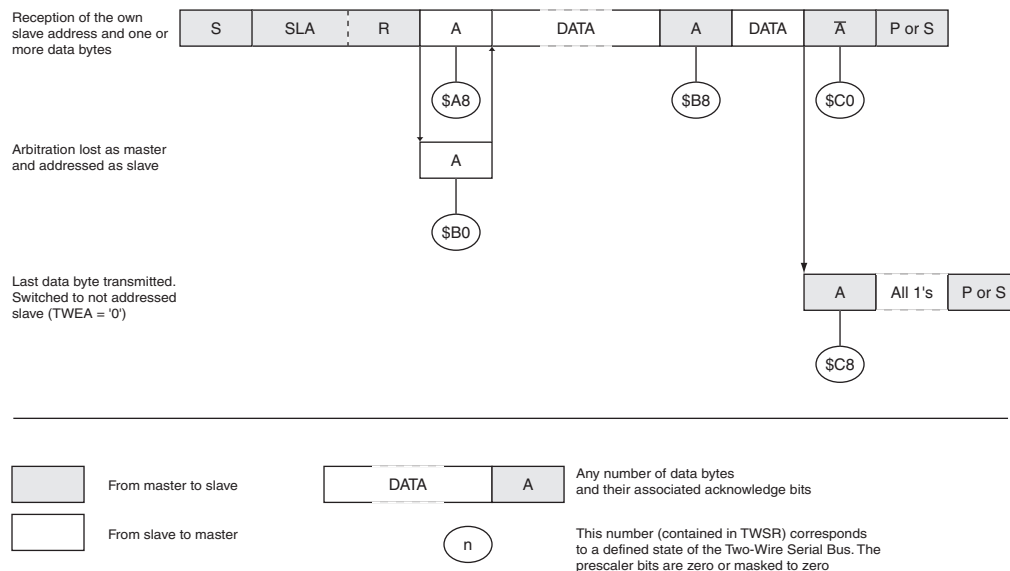 Reception of the own
slave address and one or
more data bytes
S SLA R A DATA A DATA A̅ P or S
$A8 $B8 $C0
Arbitration lost as master
and addressed as slave
A
$B0
Last data byte transmitted.
Switched to not addressed
slave (TWEA = '0')
A All 1's P or S
$C8
From master to slave
DATA A
Any number of data bytes
and their associated acknowledge bits
From slave to master
n
This number (contained in TWSR) corresponds
to a defined state of the Two-Wire Serial Bus. The
prescaler bits are zero or masked to zero